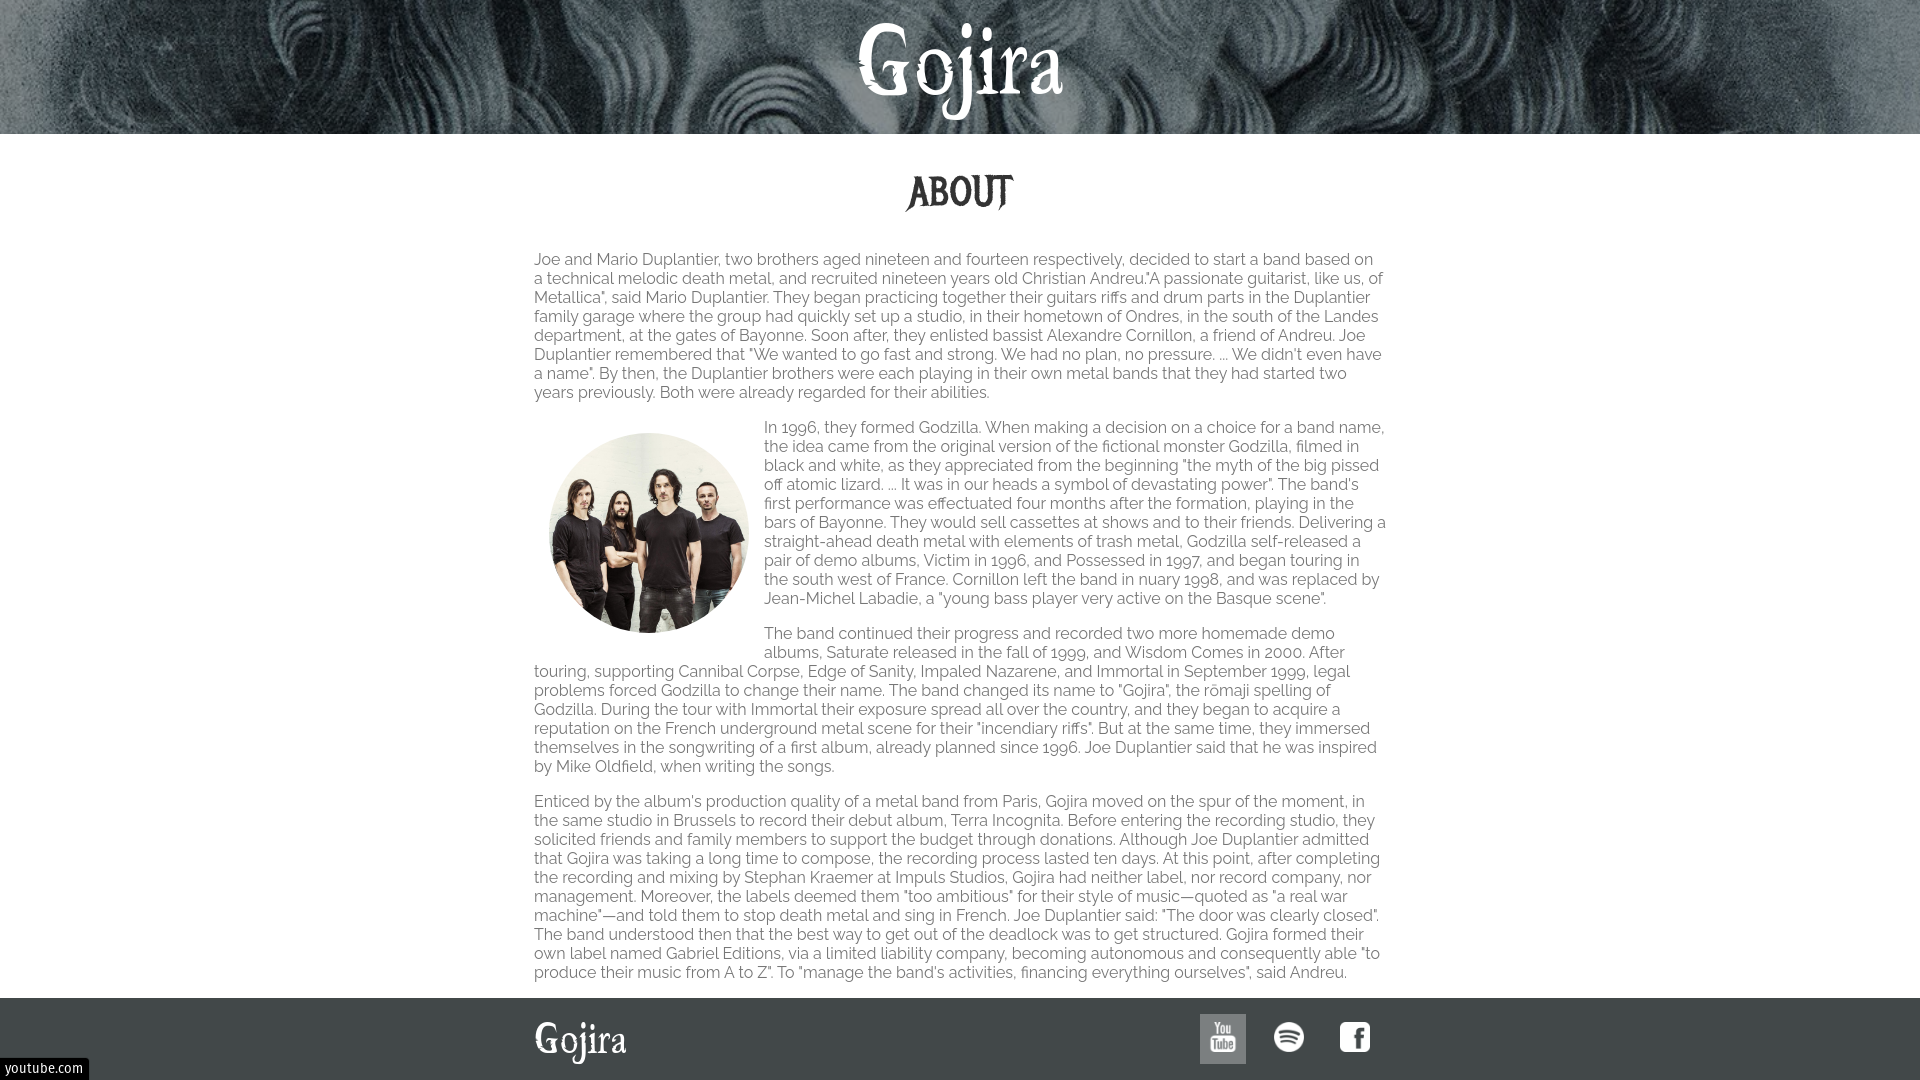 Gojira
ABOUT
Joe and Mario Duplantier, two brothers aged nineteen and fourteen respectively, decided to start a band based on
a technical melodic death metal, and recruited nineteen years old Christian Andreu."A passionate guitarist, like us, of
Metallica", said Mario Duplantier. They began practicing together their guitars riffs and drum parts in the Duplantier
family garage where the group had quickly set up a studio, in their hometown of Ondres, in the south of the Landes
department, at the gates of Bayonne. Soon after, they enlisted bassist Alexandre Cornillon, a friend of Andreu. Joe
Duplantier remembered that "We wanted to go fast and strong. We had no plan, no pressure. ... We didn't even have
a name". By then, the Duplantier brothers were each playing in their own metal bands that they had started two
years previously. Both were already regarded for their abilities.
In 1996, they formed Godzilla. When making a decision on a choice for a band name,
the idea came from the original version of the fictional monster Godzilla, filmed in
black and white, as they appreciated from the beginning "the myth of the big pissed
off atomic lizard. ... It was in our heads a symbol of devastating power". The band's
first performance was effectuated four months after the formation, playing in the
bars of Bayonne. They would sell cassettes at shows and to their friends. Delivering a
straight-ahead death metal with elements of trash metal, Godzilla self-released a
pair of demo albums, Victim in 1996, and Possessed in 1997, and began touring in
the south west of France. Cornillon left the band in nuary 1998, and was replaced by
Jean-Michel Labadie, a "young bass player very active on the Basque scene".
The band continued their progress and recorded two more homemade demo
albums, Saturate released in the fall of 1999, and Wisdom Comes in 2000. After
touring, supporting Cannibal Corpse, Edge of Sanity, Impaled Nazarene, and Immortal in September 1999, legal
problems forced Godzilla to change their name. The band changed its name to "Gojira", the rōmaji spelling of
Godzilla. During the tour with Immortal their exposure spread all over the country, and they began to acquire a
reputation on the French underground metal scene for their "incendiary riffs". But at the same time, they immersed
themselves in the songwriting of a first album, already planned since 1996. Joe Duplantier said that he was inspired
by Mike Oldfield, when writing the songs.
Enticed by the album's production quality of a metal band from Paris, Gojira moved on the spur of the moment, in
the same studio in Brussels to record their debut album, Terra Incognita. Before entering the recording studio, they
solicited friends and family members to support the budget through donations. Although Joe Duplantier admitted
that Gojira was taking a long time to compose, the recording process lasted ten days. At this point, after completing
the recording and mixing by Stephan Kraemer at Impuls Studios, Gojira had neither label, nor record company, nor
management. Moreover, the labels deemed them "too ambitious" for their style of music—quoted as "a real war
machine"—and told them to stop death metal and sing in French. Joe Duplantier said: "The door was clearly closed".
The band understood then that the best way to get out of the deadlock was to get structured. Gojira formed their
own label named Gabriel Editions, via a limited liability company, becoming autonomous and consequently able "to
produce their music from A to Z". To "manage the band's activities, financing everything ourselves", said Andreu.
Gojira
You
Tube
youtube.com